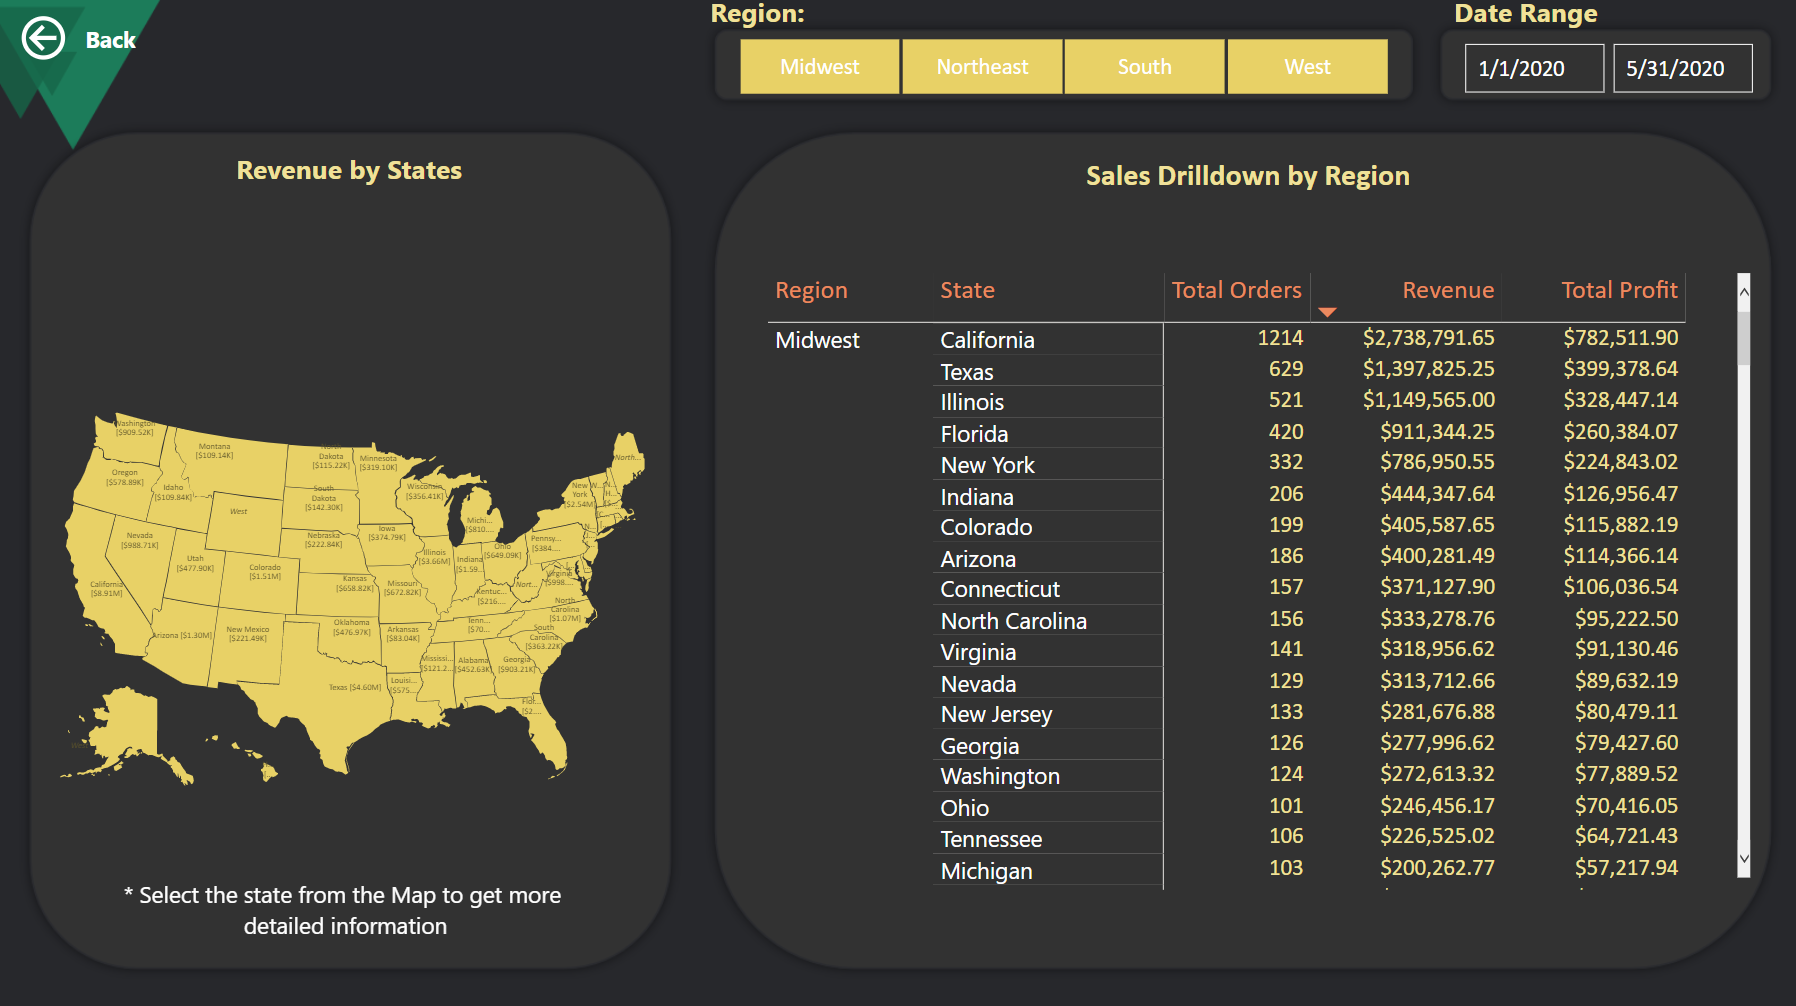 Back
Region:
Midwest
Northeast
South
West
Date Range
1/1/2020
5/31/2020
Revenue by States
Washington
[$909.52K]
Montana
[$109.14K]
Dakota
[$115.22K]
Minnesota
[$319.10K]
Oregon
[$578.89K]
Idaho
[$109.84K]
West
South
Dakota
[$142.30K]
Wisconsin
[$356.41K]
Michi...
[$810....
New
York
[$2.54M]
North...
Nevada
[$988.71K]
Utah
[$477.90K]
Colorado
[$1.51M]
Nebraska
[$222.84K]
Iowa
[$374.79K]
Illinois
[$3.66M]
Indiana
[$1.59...
Ohio
[$649.09K]
Pennsy...
[$384....
California
[$8.91M]
Kansas
[$658.82K]
Missouri
[$672.82K]
Kentuc...
[$216....
Nort...
Virginia
[$998....
Arizona [$1.30M]
New Mexico
[$221.49K]
Oklahoma
[$476.97K]
Arkansas
[$83.04K]
Tenn...
[$70...
North
Carolina
[$1.07M]
South
Carolina
[$363.22K]
Texas [$4.60M]
Louisi...
[$575....
Mississi...
[$121.2...
Alabama
[$452.63K]
Georgia
[$903.21K]
Flor...
[$2....
* Select the state from the Map to get more
detailed information
Sales Drilldown by Region
Region State Total Orders Revenue Total Profit
Midwest California 1214 $2,738,791.65 $782,511.90
Texas 629 $1,397,825.25 $399,378.64
Illinois 521 $1,149,565.00 $328,447.14
Florida 420 $911,344.25 $260,384.07
New York 332 $786,950.55 $224,843.02
Indiana 206 $444,347.64 $126,956.47
Colorado 199 $405,587.65 $115,882.19
Arizona 186 $400,281.49 $114,366.14
Connecticut 157 $371,127.90 $106,036.54
North Carolina 156 $333,278.76 $95,222.50
Virginia 141 $318,956.62 $91,130.46
Nevada 129 $313,712.66 $89,632.19
New Jersey 133 $281,676.88 $80,479.11
Georgia 126 $277,996.62 $79,427.60
Washington 124 $272,613.32 $77,889.52
Ohio 101 $246,456.17 $70,416.05
Tennessee 106 $226,525.02 $64,721.43
Michigan 103 $200,262.77 $57,217.94